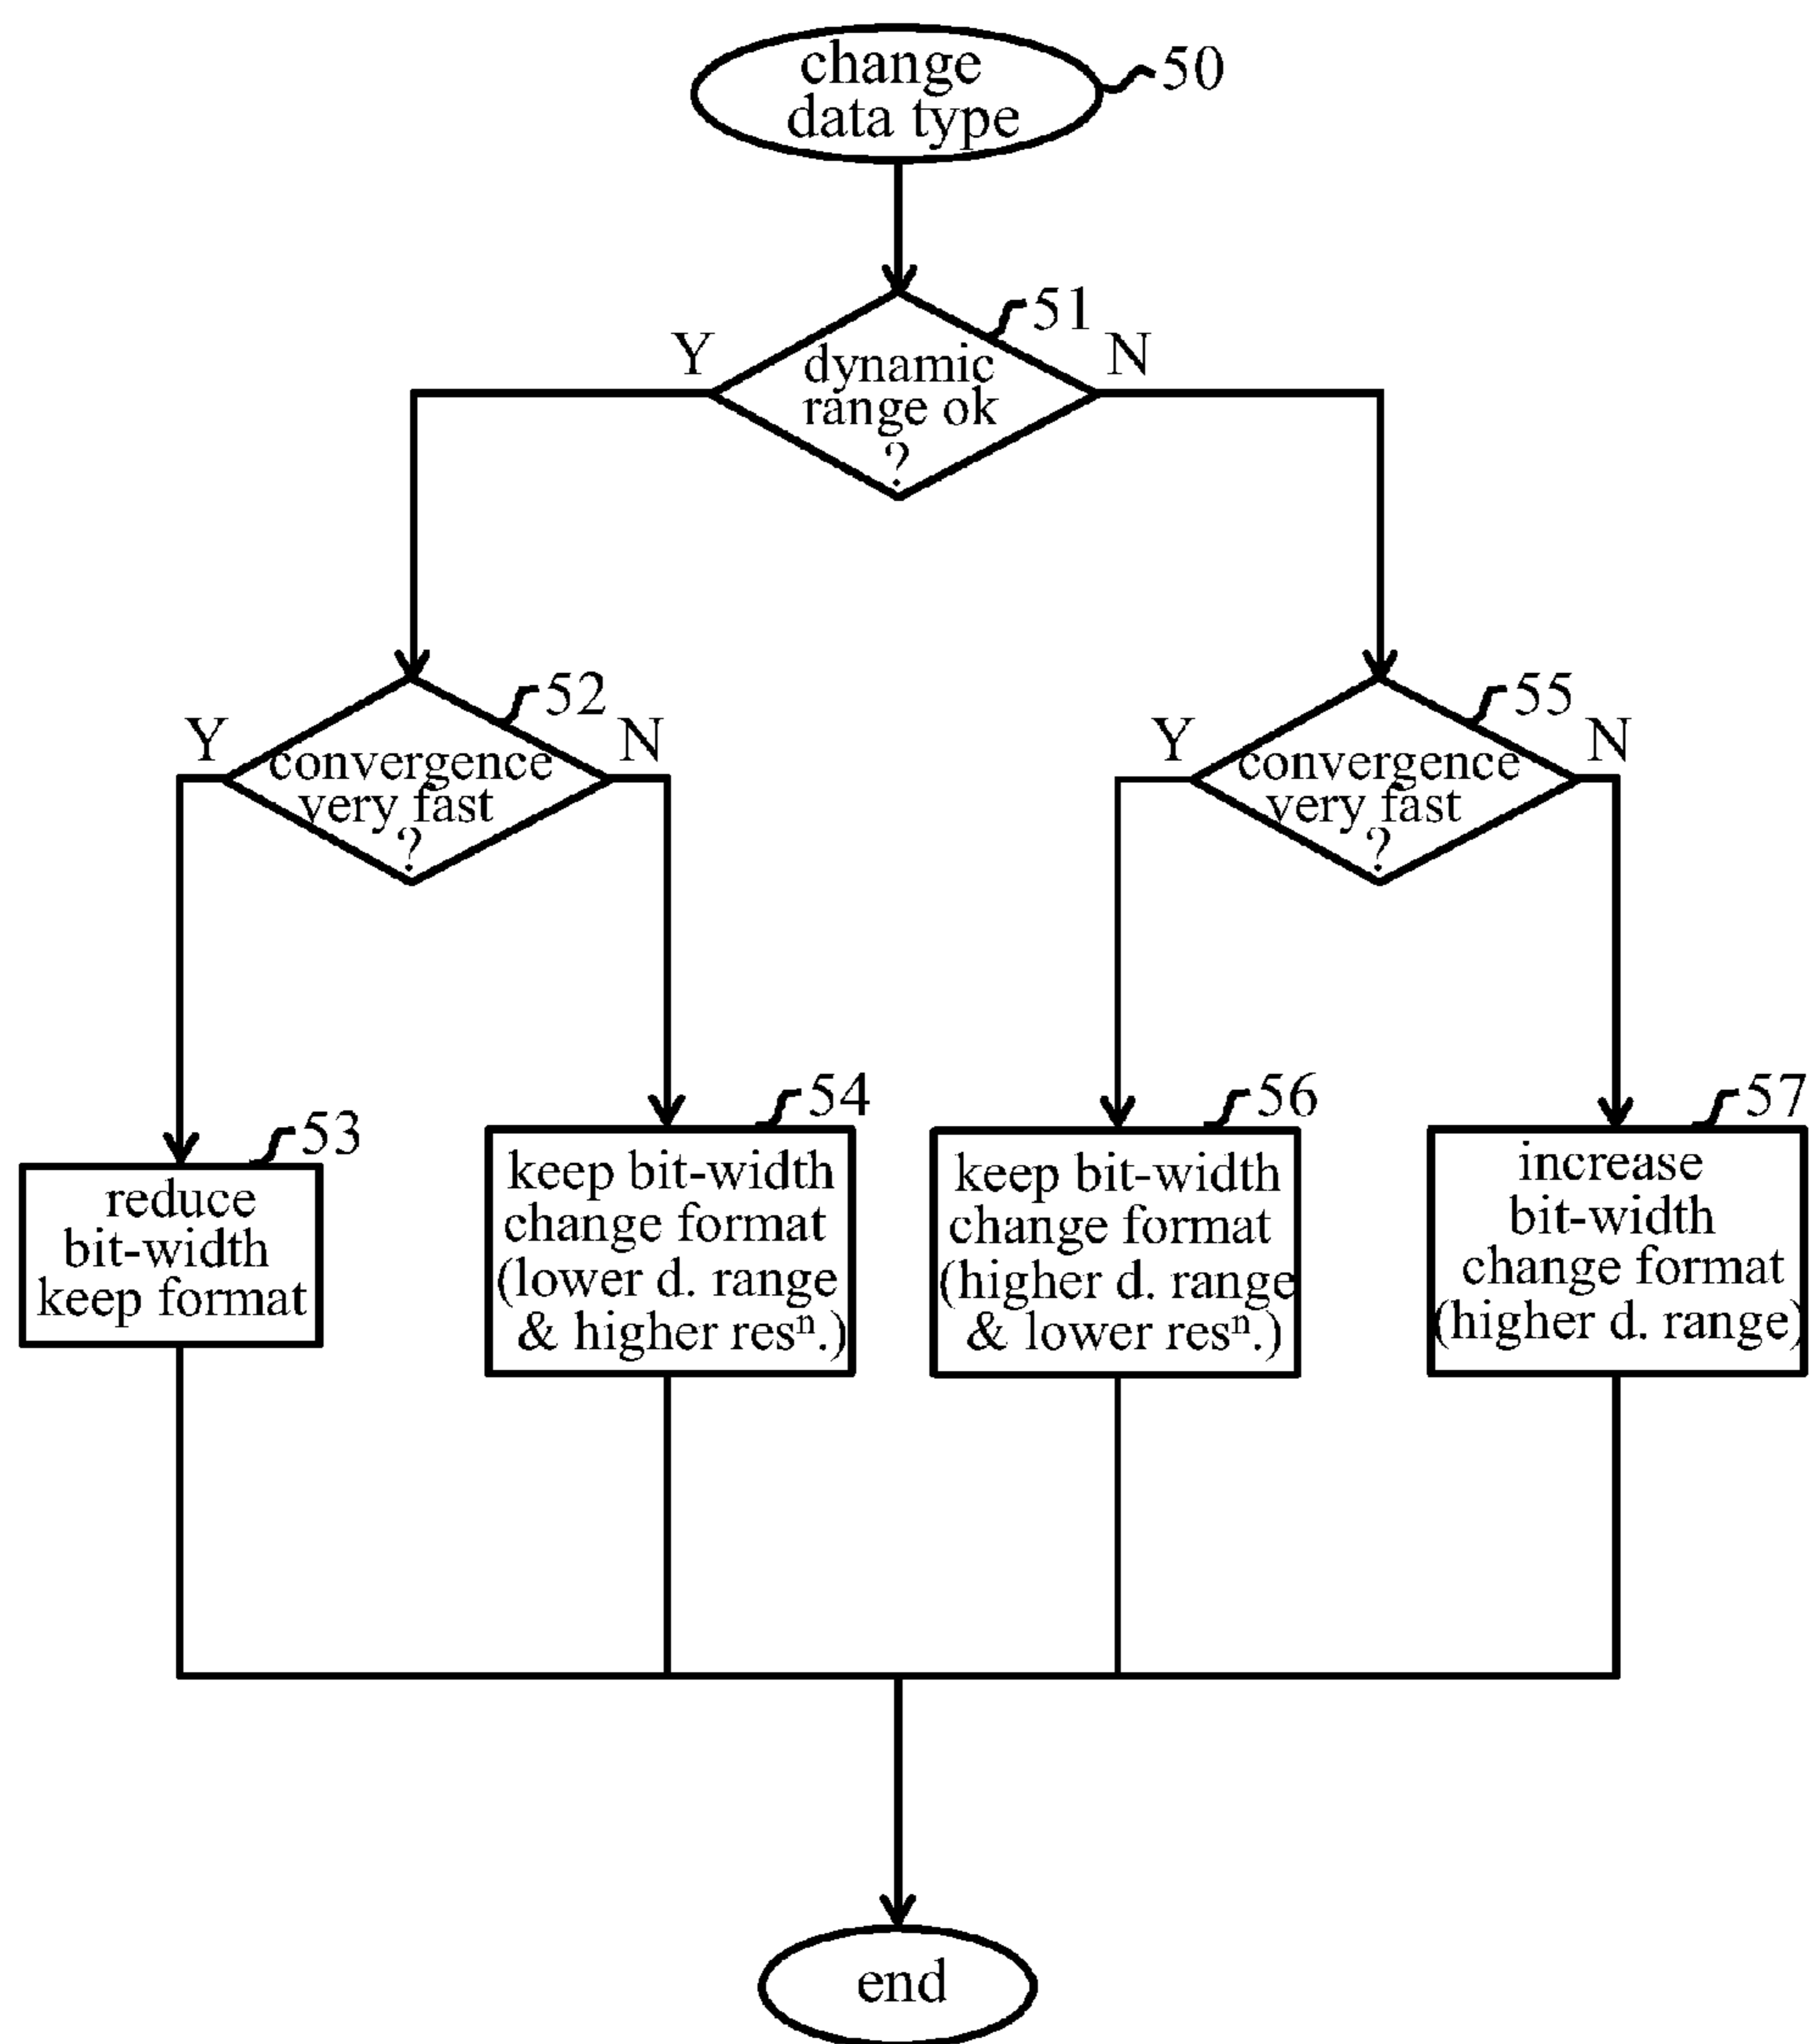 change
data type
50
51
Y
N
dynamic
range ok
?
52
Y
N
convergence
very fast
?
55
Y
N
convergence
very fast
?
53
reduce
bit-width
keep format
54
keep bit-width
change format
(lower d. range
& higher resⁿ.)
56
keep bit-width
change format
(higher d. range
& lower resⁿ.)
57
increase
bit-width
change format
(higher d. range)
end